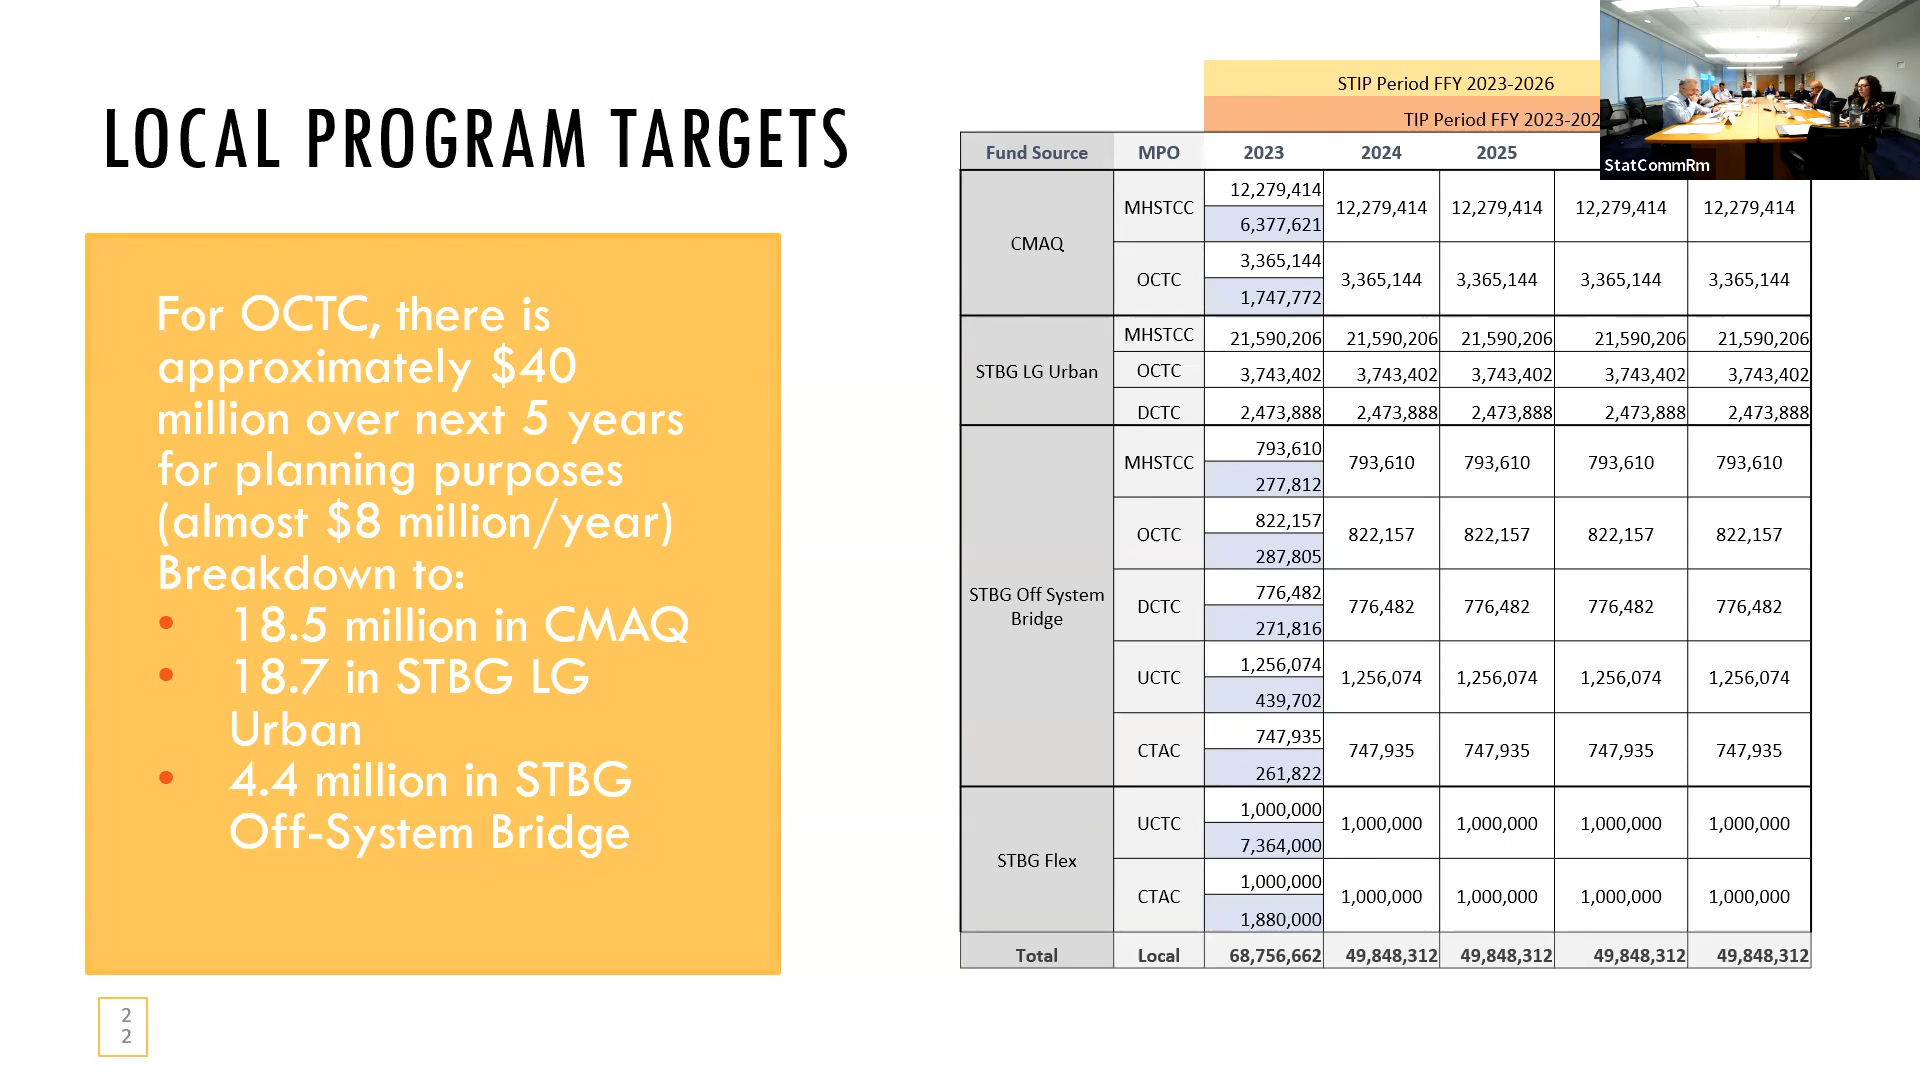 LOCAL PROGRAM TARGETS
For OCTC, there is
approximately $40
million over next 5 years
for planning purposes
(almost $8 million/year)
Breakdown to:
• 18.5 million in CMAQ
• 18.7 in STBG LG
Urban
• 4.4 million in STBG
Off-System Bridge
2
2
STIP Period FFY 2023-2026
TIP Period FFY 2023-202
Fund Source MPO 2023 2024 2025
CMAQ
MHSTCC 12,279,414 12,279,414 12,279,414 12,279,414 12,279,414
6,377,621
OCTC 3,365,144 3,365,144 3,365,144 3,365,144 3,365,144
1,747,772
STBG LG Urban
MHSTCC 21,590,206 21,590,206 21,590,206 21,590,206 21,590,206
OCTC 3,743,402 3,743,402 3,743,402 3,743,402 3,743,402
DCTC 2,473,888 2,473,888 2,473,888 2,473,888 2,473,888
STBG Off System
Bridge
MHSTCC 793,610 793,610 793,610 793,610 793,610
277,812
OCTC 822,157 822,157 822,157 822,157 822,157
287,805
DCTC 776,482 776,482 776,482 776,482 776,482
271,816
UCTC 1,256,074 1,256,074 1,256,074 1,256,074 1,256,074
439,702
CTAC 747,935 747,935 747,935 747,935 747,935
261,822
STBG Flex
UCTC 1,000,000 1,000,000 1,000,000 1,000,000 1,000,000
7,364,000
CTAC 1,000,000 1,000,000 1,000,000 1,000,000 1,000,000
1,880,000
Total Local 68,756,662 49,848,312 49,848,312 49,848,312 49,848,312
StatCommRm